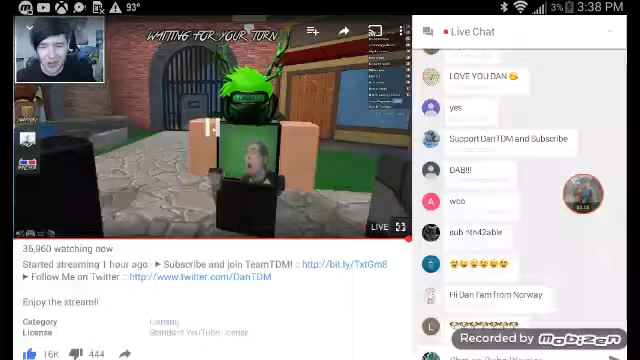 93°
3%
3:38 PM
WAITING FOR YOUR TURN
LIVE
36,960 watching now
Started streaming 1 hour ago ► Subscribe and join TeamTDM! :: http://bit.ly/TxtGm8
► Follow Me on Twitter :: http://www.twitter.com/DanTDM
Enjoy the stream!!
Category Gaming
License Standard YouTube License
16K 444
Live Chat
LOVE YOU DAN
yes
Support DanTDM and Subscribe
DAB!!!
A woo
sub ntn42abie
Hi Dan I'am from Norway
L
Recorded by Mobizen